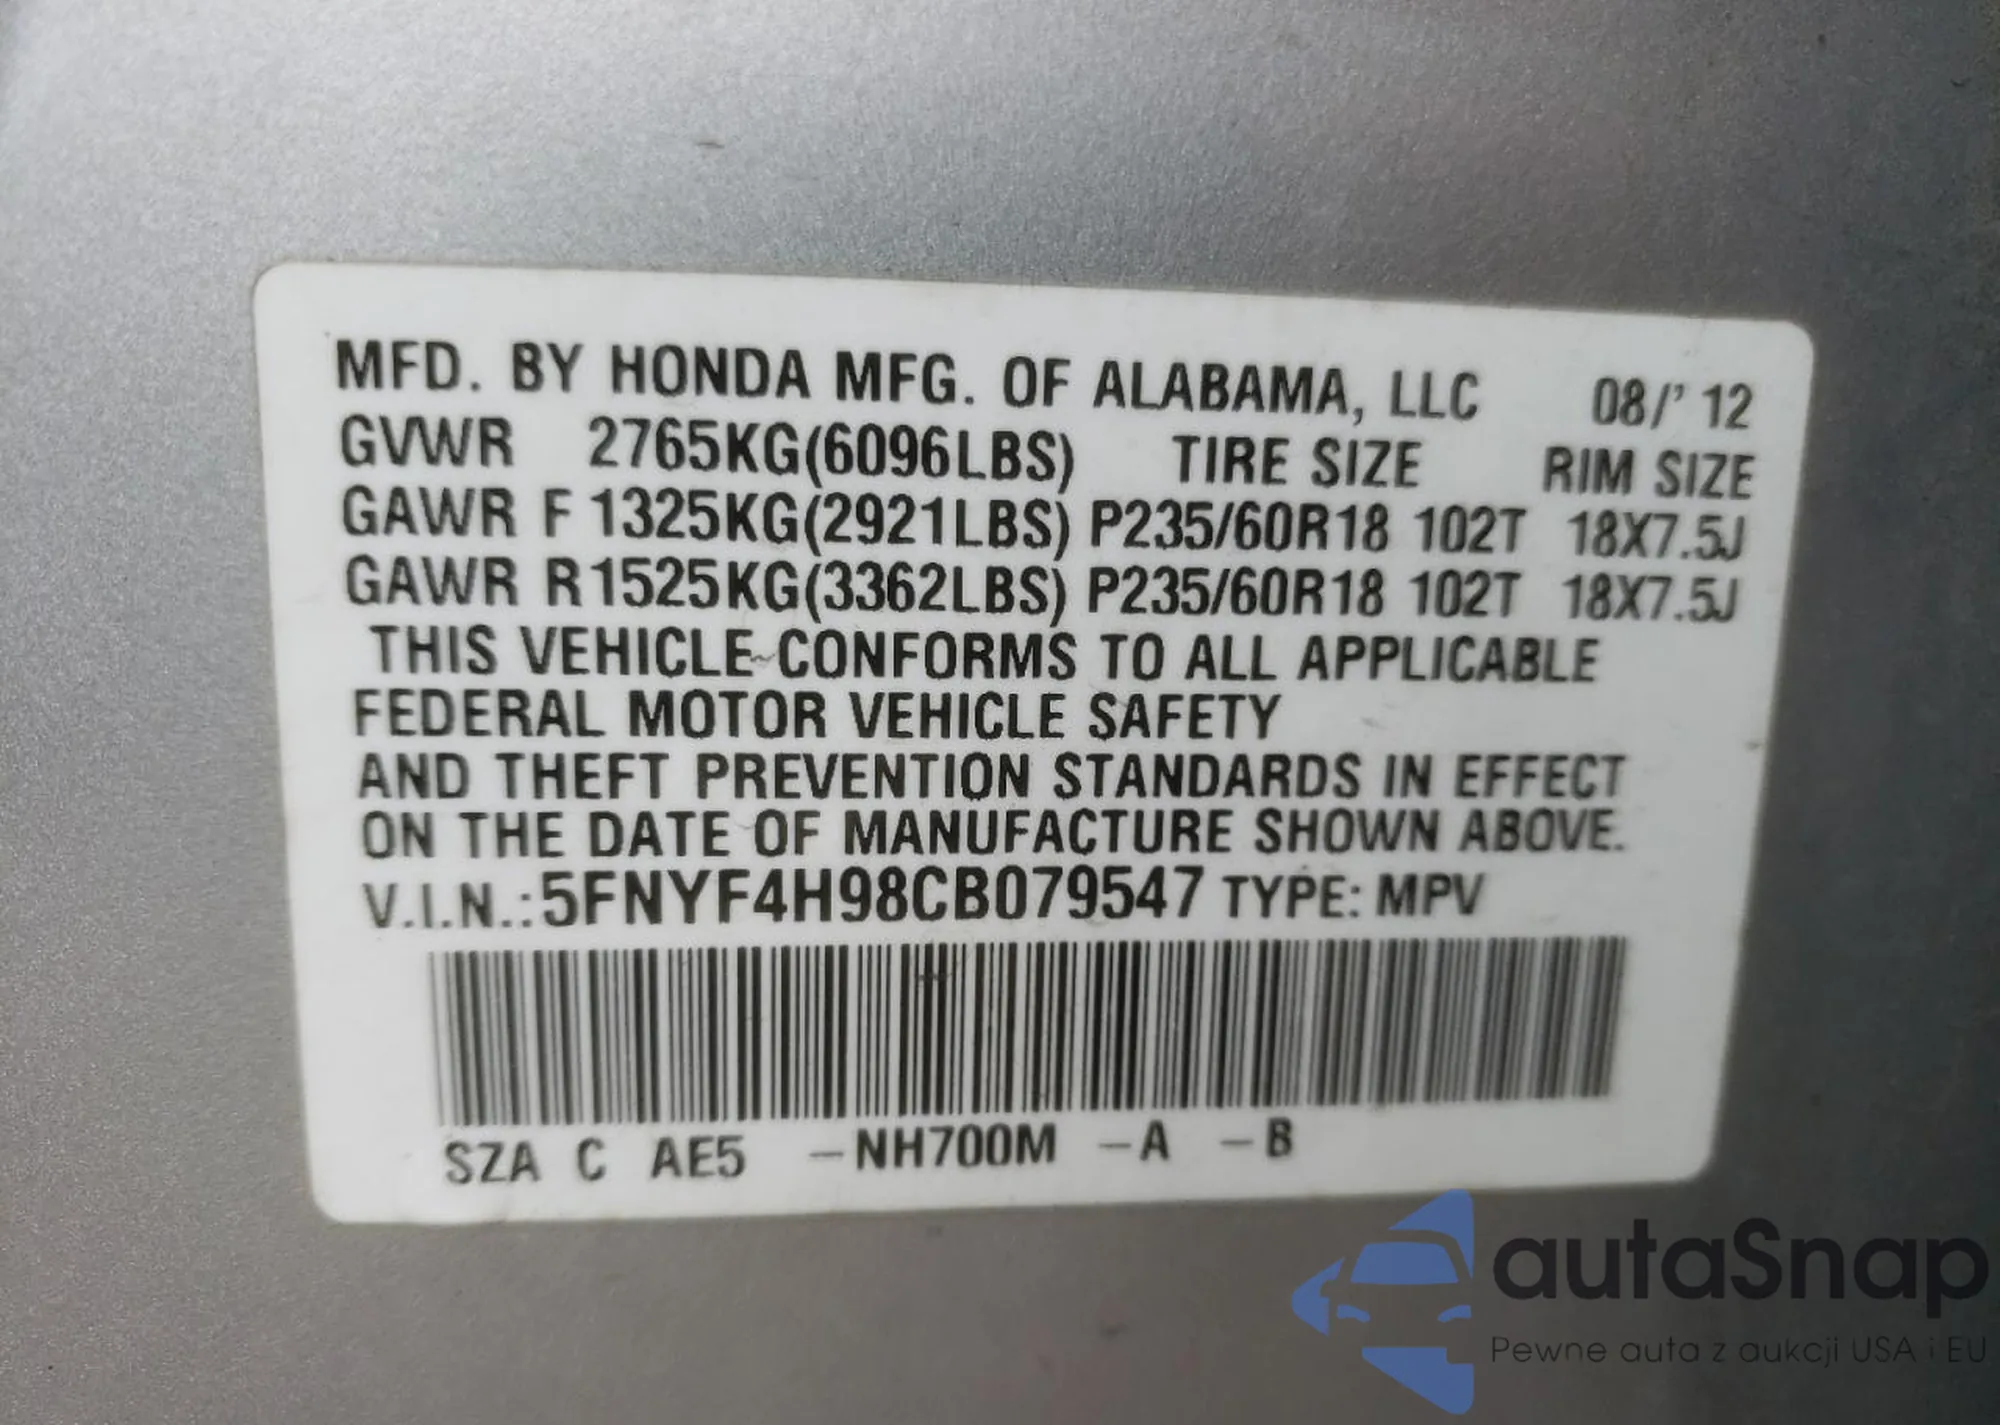 MFD. BY HONDA MFG. OF ALABAMA, LLC 08/' 12
GVWR 2765KG(6096LBS) TIRE SIZE RIM SIZE
GAWR F 1325KG(2921LBS) P235/60R18 102T 18X7.5J
GAWR R1525KG(3362LBS) P235/60R18 102T 18X7.5J
THIS VEHICLE CONFORMS TO ALL APPLICABLE
FEDERAL MOTOR VEHICLE SAFETY
AND THEFT PREVENTION STANDARDS IN EFFECT
ON THE DATE OF MANUFACTURE SHOWN ABOVE.
V.I.N.:5FNYF4H98CB079547 TYPE: MPV
SZA C AE5 –NH700M –A –B
autaSnap
Pewne auta z aukcji USA i EU